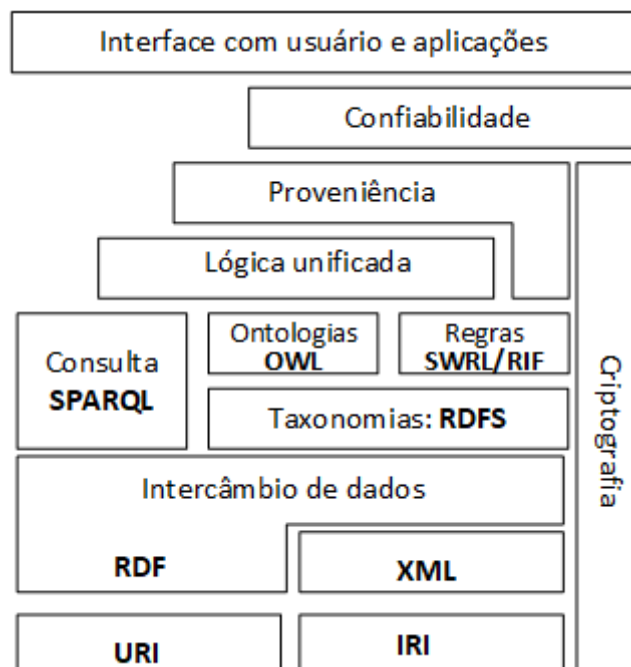 Interface com usuário e aplicações
Confiabilidade
Proveniência
Lógica unificada
Consulta
SPARQL
Ontologias
OWL
Regras
SWRL/RIF
Taxonomias: RDFS
Intercâmbio de dados
RDF
XML
URI
IRI
Criptografia